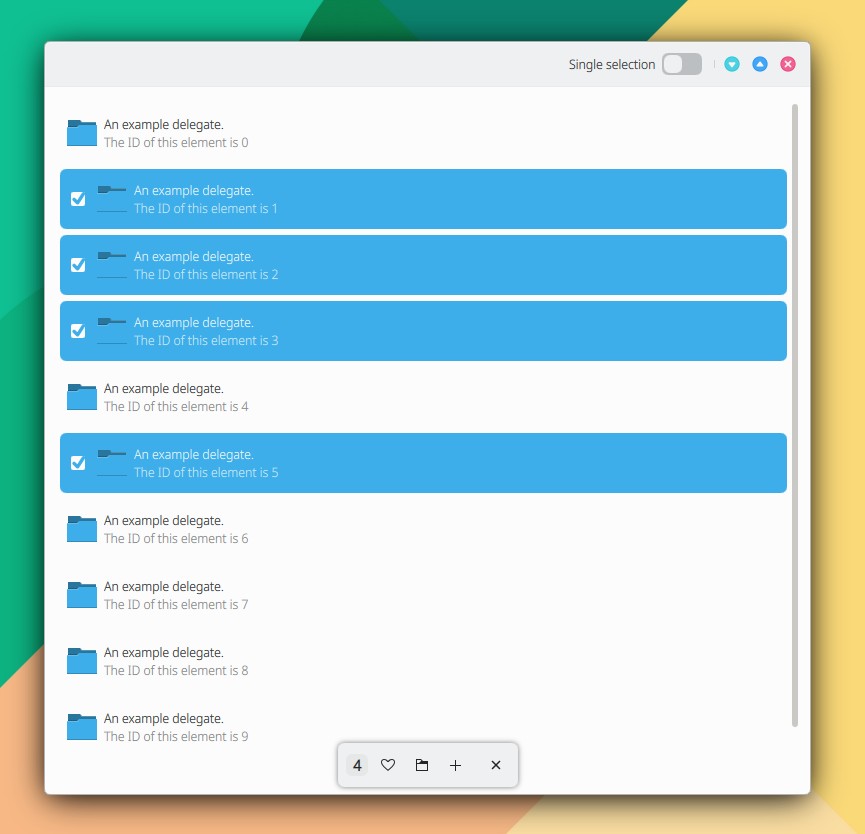 Single selection
An example delegate.
The ID of this element is 0
An example delegate.
The ID of this element is 1
An example delegate.
The ID of this element is 2
An example delegate.
The ID of this element is 3
An example delegate.
The ID of this element is 4
An example delegate.
The ID of this element is 5
An example delegate.
The ID of this element is 6
An example delegate.
The ID of this element is 7
An example delegate.
The ID of this element is 8
An example delegate.
The ID of this element is 9
4